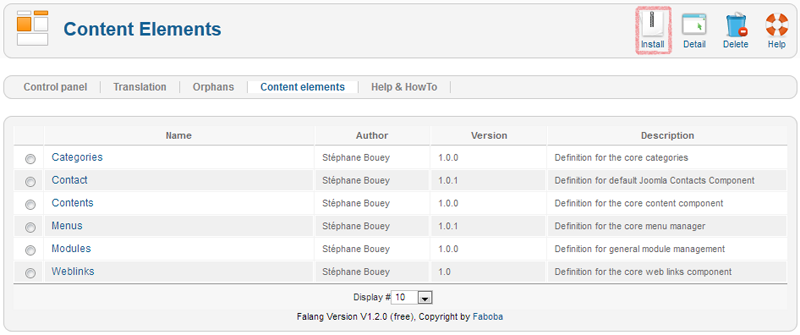 Content Elements
Install Detail Delete Help
Control panel Translation Orphans Content elements Help & HowTo
Name Author Version Description
Categories Stéphane Bouey 1.0.0 Definition for the core categories
Contact Stéphane Bouey 1.0.1 Definition for default Joomla Contacts Component
Contents Stéphane Bouey 1.0.0 Definition for the core content component
Menus Stéphane Bouey 1.0.1 Definition for the core menu manager
Modules Stéphane Bouey 1.0.0 Definition for general module management
Weblinks Stéphane Bouey 1.0 Definition for the core web links component
Display # 10
Falang Version V1.2.0 (free), Copyright by Faboba